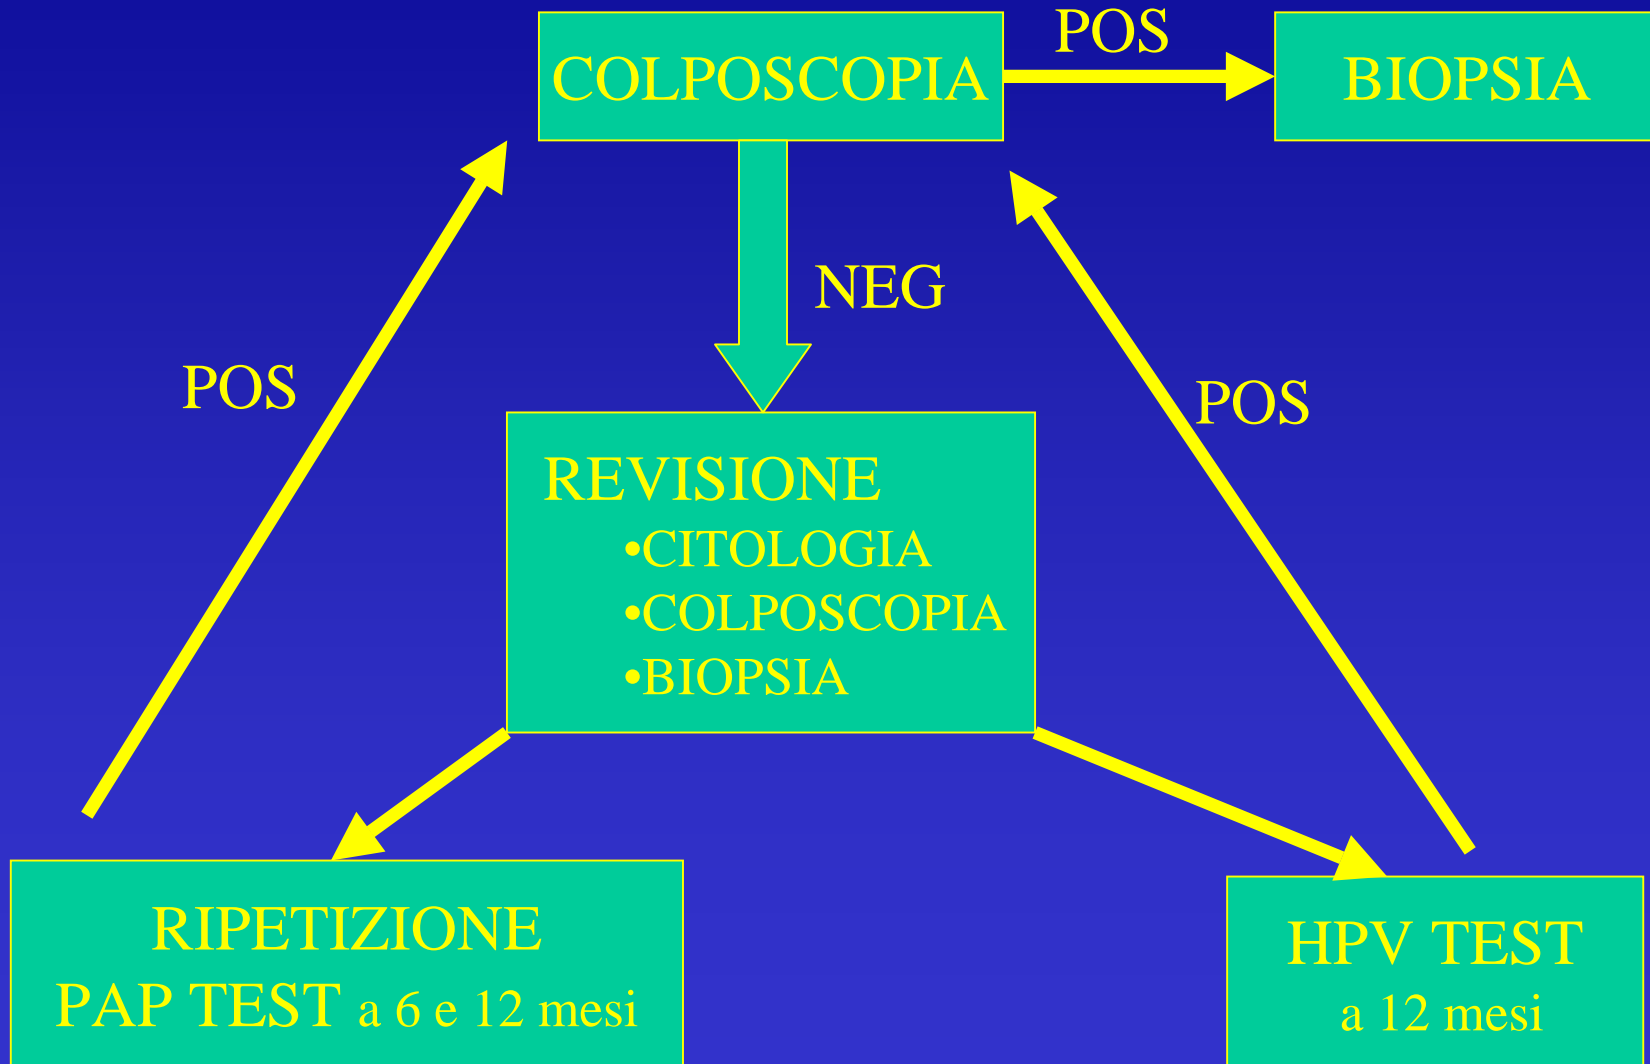 COLPOSCOPIA
POS
BIOPSIA
NEG
POS
POS
REVISIONE
•CITOLOGIA
•COLPOSCOPIA
•BIOPSIA
RIPETIZIONE
PAP TEST a 6 e 12 mesi
HPV TEST
a 12 mesi